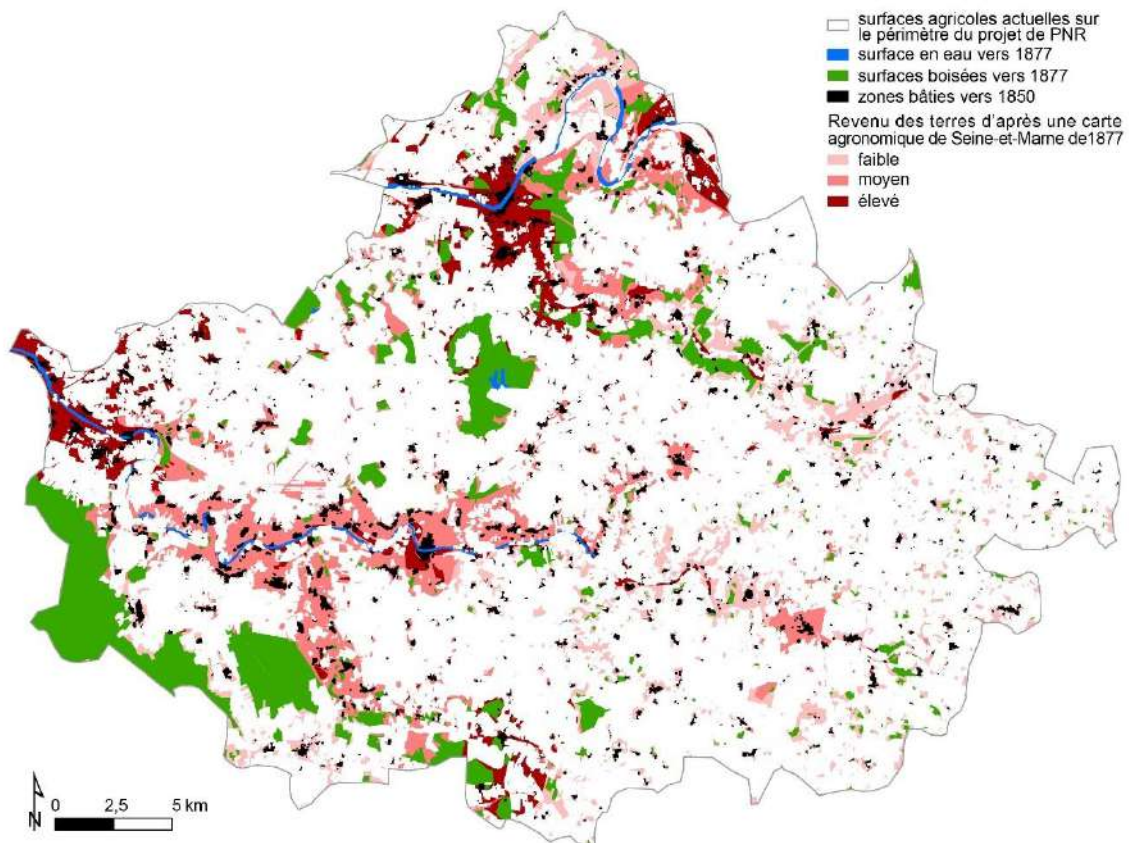 surfaces agricoles actuelles sur
le périmètre du projet de PNR
surface en eau vers 1877
surfaces boisées vers 1877
zones bâties vers 1850
Revenu des terres d'après une carte
agronomique de Seine-et-Marne de1877
faible
moyen
élevé
N
0 2,5 5 km